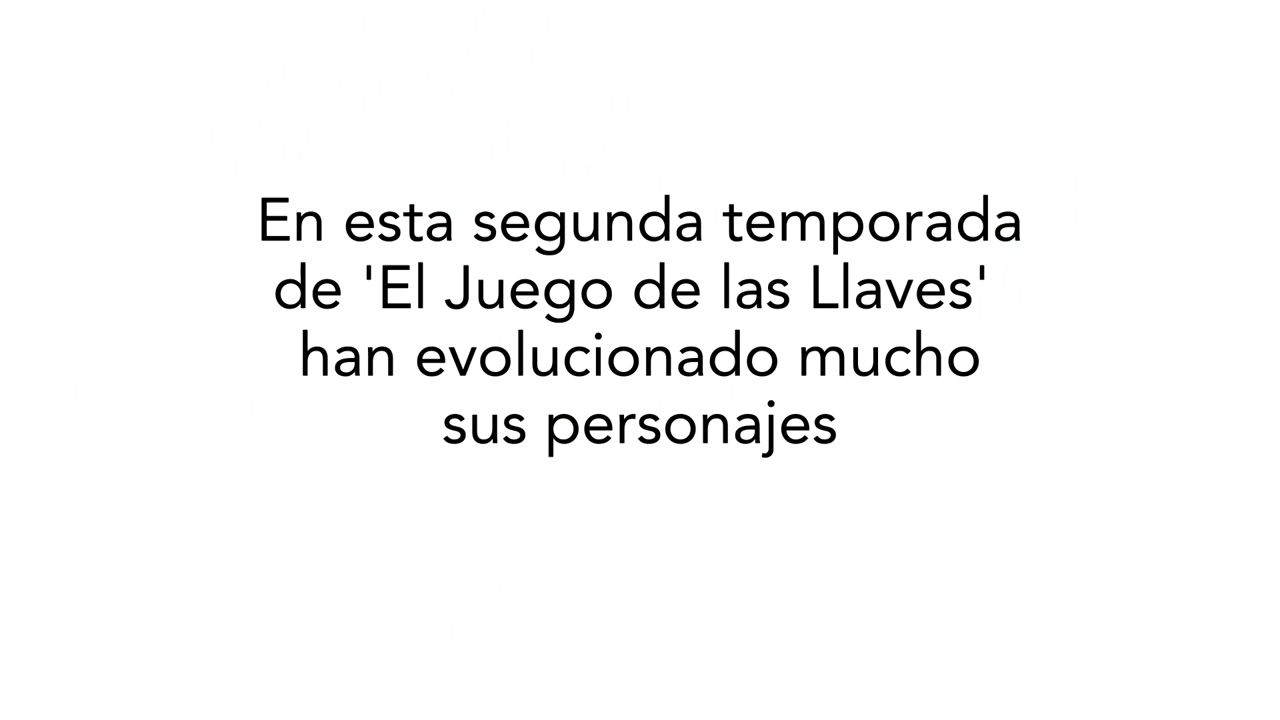 En esta segunda temporada
de 'El Juego de las Llaves'
han evolucionado mucho
sus personajes